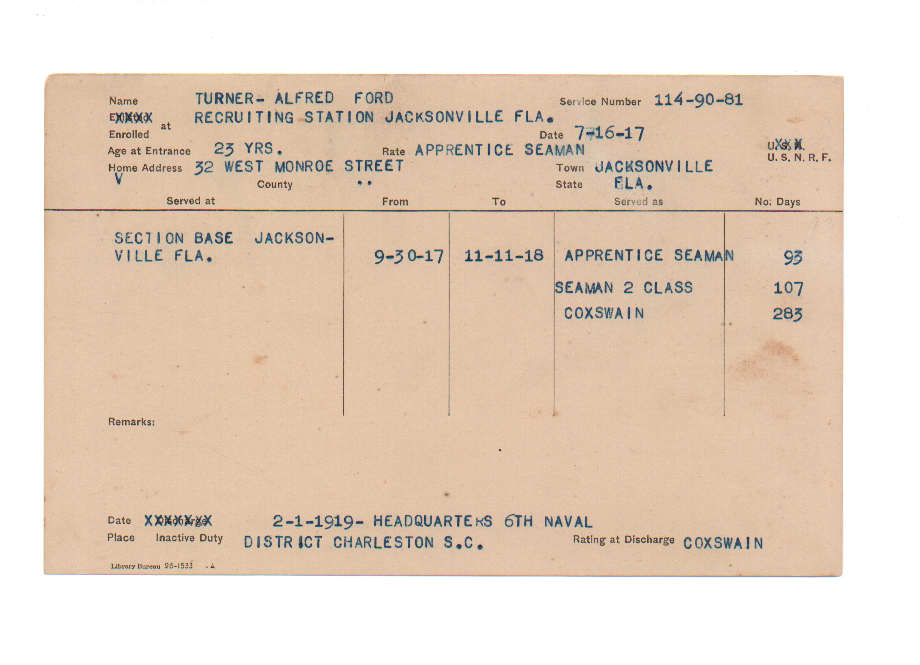 Name TURNER- ALFRED FORD Service Number 114-90-81
Enlisted at RECRUITING STATION JACKSONVILLE FLA.
Enrolled Date 7-16-17
Age at Entrance 23 YRS. Rate APPRENTICE SEAMAN U. S. N.
U. S. N. R. F.
Home Address 32 WEST MONROE STREET Town JACKSONVILLE
V County .. State FLA.
Served at From To Served as No. Days
SECTION BASE JACKSON-
VILLE FLA. 9-30-17 11-11-18 APPRENTICE SEAMAN 93
SEAMAN 2 CLASS 107
COXSWAIN 283
Remarks:
Date Discharge 2-1-1919- HEADQUARTERS 6TH NAVAL
Place Inactive Duty DISTRICT CHARLESTON S.C. Rating at Discharge COXSWAIN
Library Bureau 96-1533